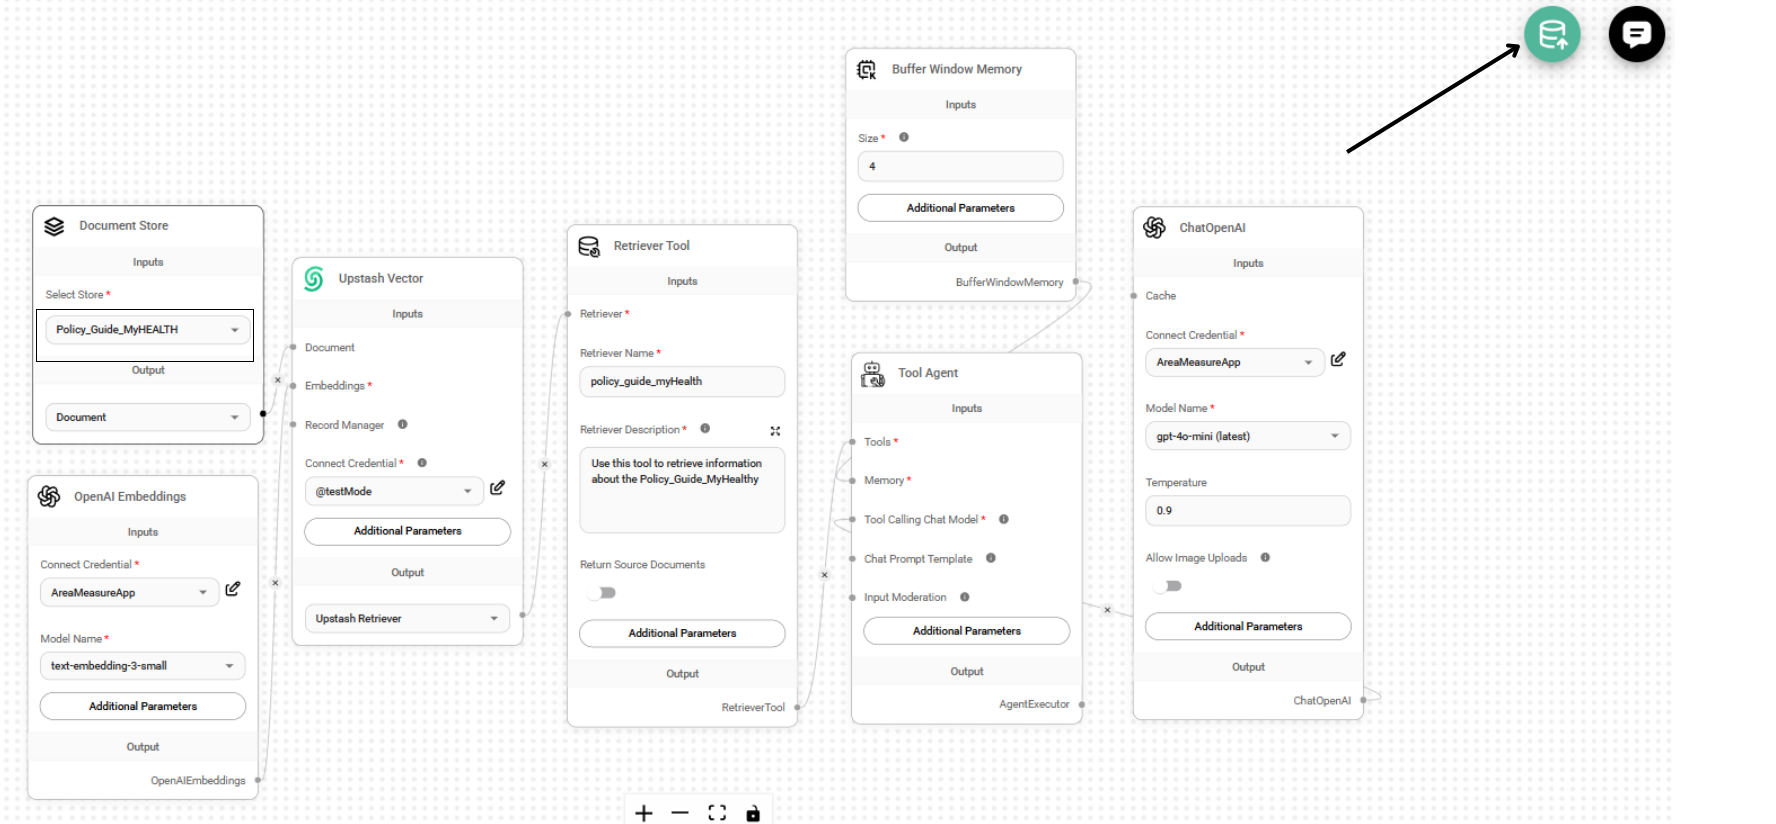 Document Store
Inputs
Select Store *
Policy_Guide_MyHEALTH
Output
Document
OpenAI Embeddings
Inputs
Connect Credential *
AreaMeasureApp
Model Name *
text-embedding-3-small
Additional Parameters
Output
OpenAIEmbeddings
Upstash Vector
Inputs
Document
Embeddings *
Record Manager
Connect Credential *
@testMode
Additional Parameters
Output
Upstash Retriever
Retriever Tool
Inputs
Retriever *
Retriever Name *
policy_guide_myHealth
Retriever Description *
Use this tool to retrieve information
about the Policy_Guide_MyHealthy
Return Source Documents
Additional Parameters
Output
RetrieverTool
Buffer Window Memory
Inputs
Size *
4
Additional Parameters
Output
BufferWindowMemory
Tool Agent
Inputs
Tools *
Memory *
Tool Calling Chat Model *
Chat Prompt Template
Input Moderation
Additional Parameters
Output
AgentExecutor
ChatOpenAI
Inputs
Cache
Connect Credential *
AreaMeasureApp
Model Name *
gpt-4o-mini (latest)
Temperature
0.9
Allow Image Uploads
Additional Parameters
Output
ChatOpenAI